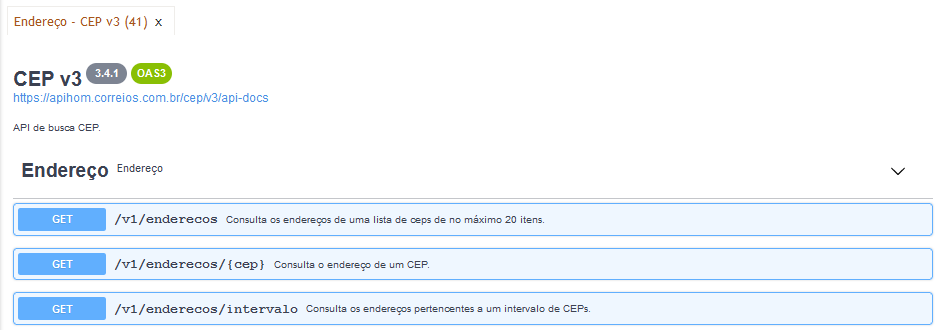 Endereço - CEP v3 (41) x
CEP v3 3.4.1 OAS3
https://apihom.correios.com.br/cep/v3/api-docs
API de busca CEP.
Endereço Endereço
GET /v1/enderecos Consulta os endereços de uma lista de ceps de no máximo 20 itens.
GET /v1/enderecos/{cep} Consulta o endereço de um CEP.
GET /v1/enderecos/intervalo Consulta os endereços pertencentes a um intervalo de CEPs.